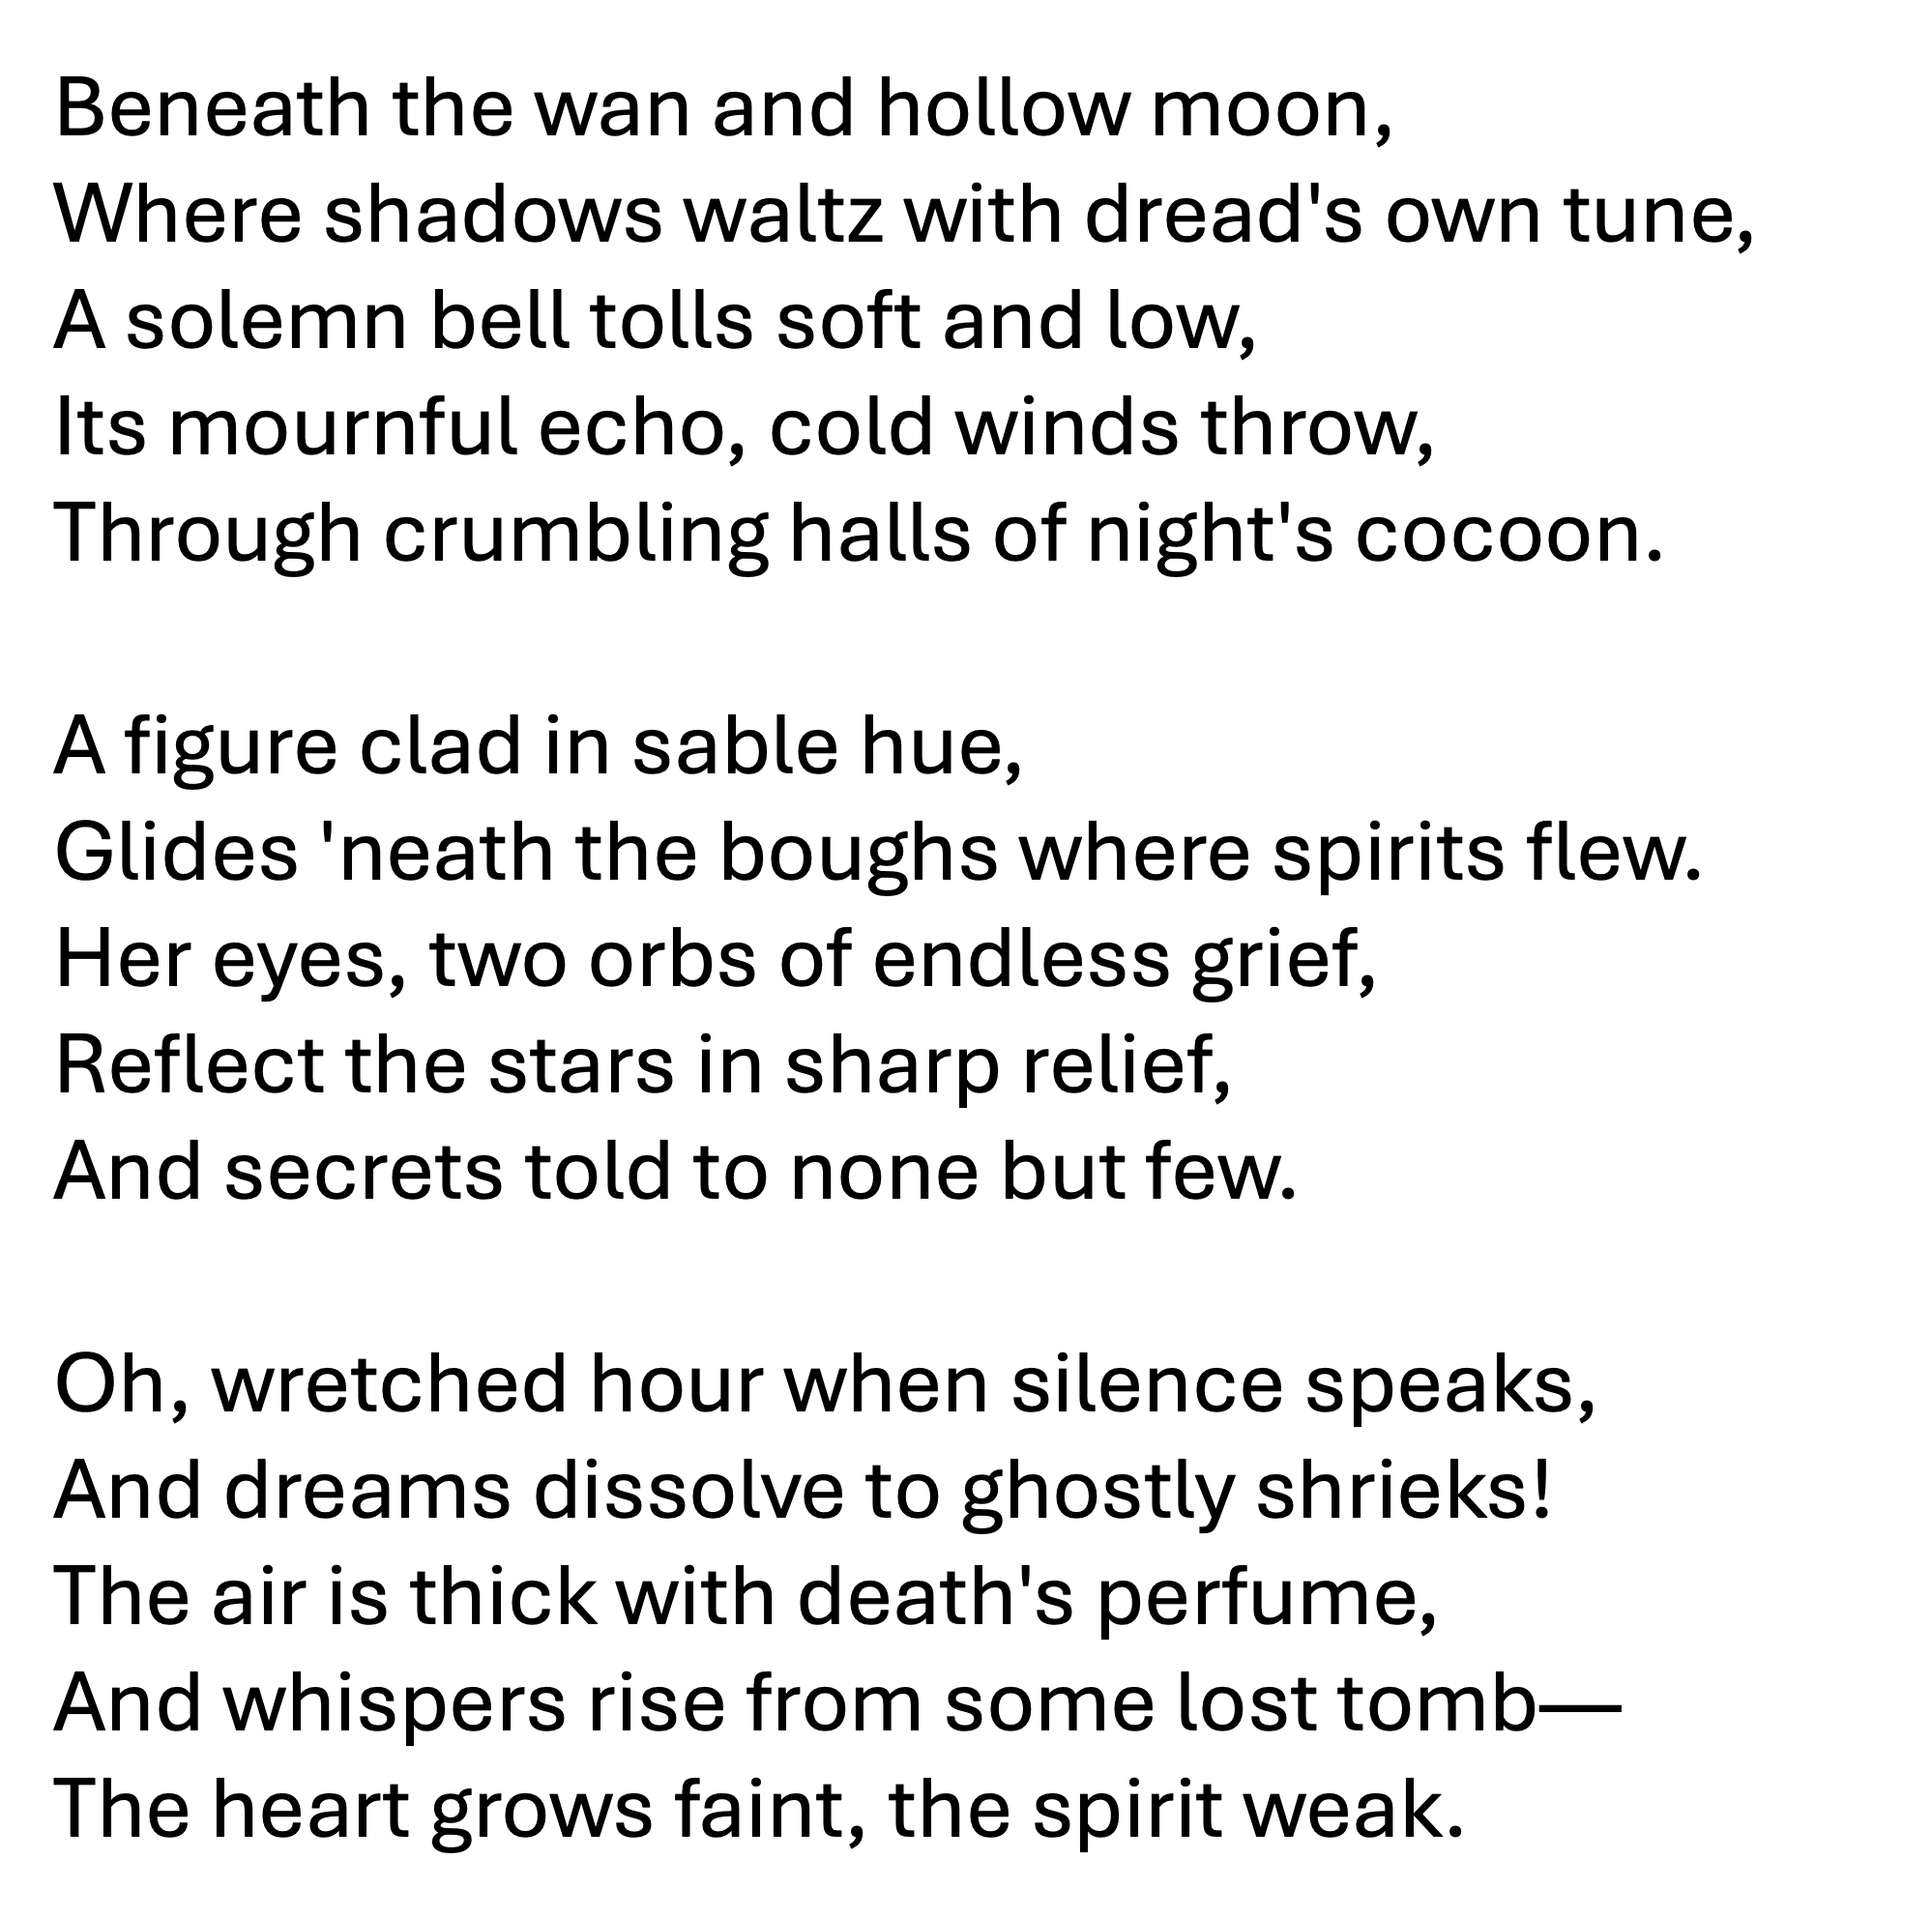 Beneath the wan and hollow moon,
Where shadows waltz with dread's own tune,
A solemn bell tolls soft and low,
Its mournful echo, cold winds throw,
Through crumbling halls of night's cocoon.

A figure clad in sable hue,
Glides 'neath the boughs where spirits flew.
Her eyes, two orbs of endless grief,
Reflect the stars in sharp relief,
And secrets told to none but few.

Oh, wretched hour when silence speaks,
And dreams dissolve to ghostly shrieks!
The air is thick with death's perfume,
And whispers rise from some lost tomb—
The heart grows faint, the spirit weak.